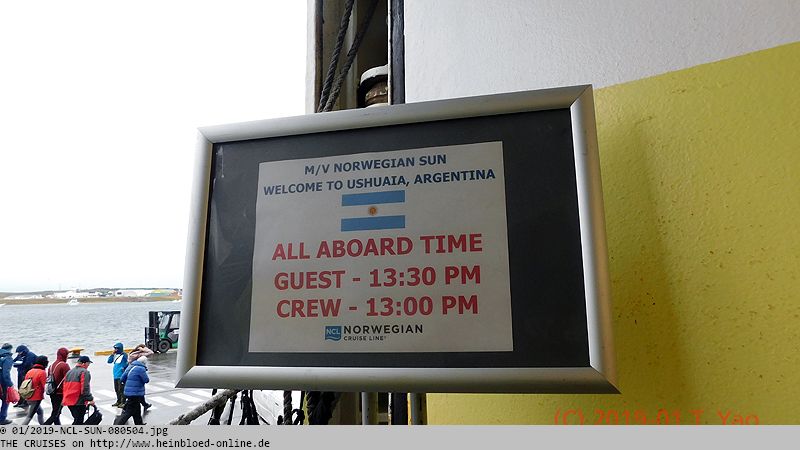 M/V NORWEGIAN SUN
WELCOME TO USHUAIA, ARGENTINA
ALL ABOARD TIME
GUEST - 13:30 PM
CREW - 13:00 PM
NCL NORWEGIAN
CRUISE LINE®
(C) 2019-01 T. Yao
@ 01/2019-NCL-SUN-080504.jpg
THE CRUISES on http://www.heinbloed-online.de